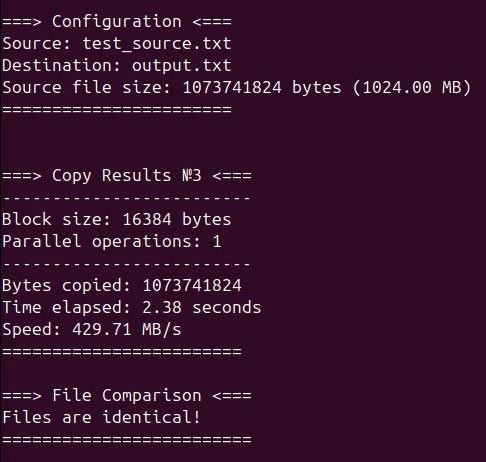 ===> Configuration <===
Source: test_source.txt
Destination: output.txt
Source file size: 1073741824 bytes (1024.00 MB)
=======================
===> Copy Results №3 <===
-------------------------
Block size: 16384 bytes
Parallel operations: 1
-------------------------
Bytes copied: 1073741824
Time elapsed: 2.38 seconds
Speed: 429.71 MB/s
========================
===> File Comparison <===
Files are identical!
=========================